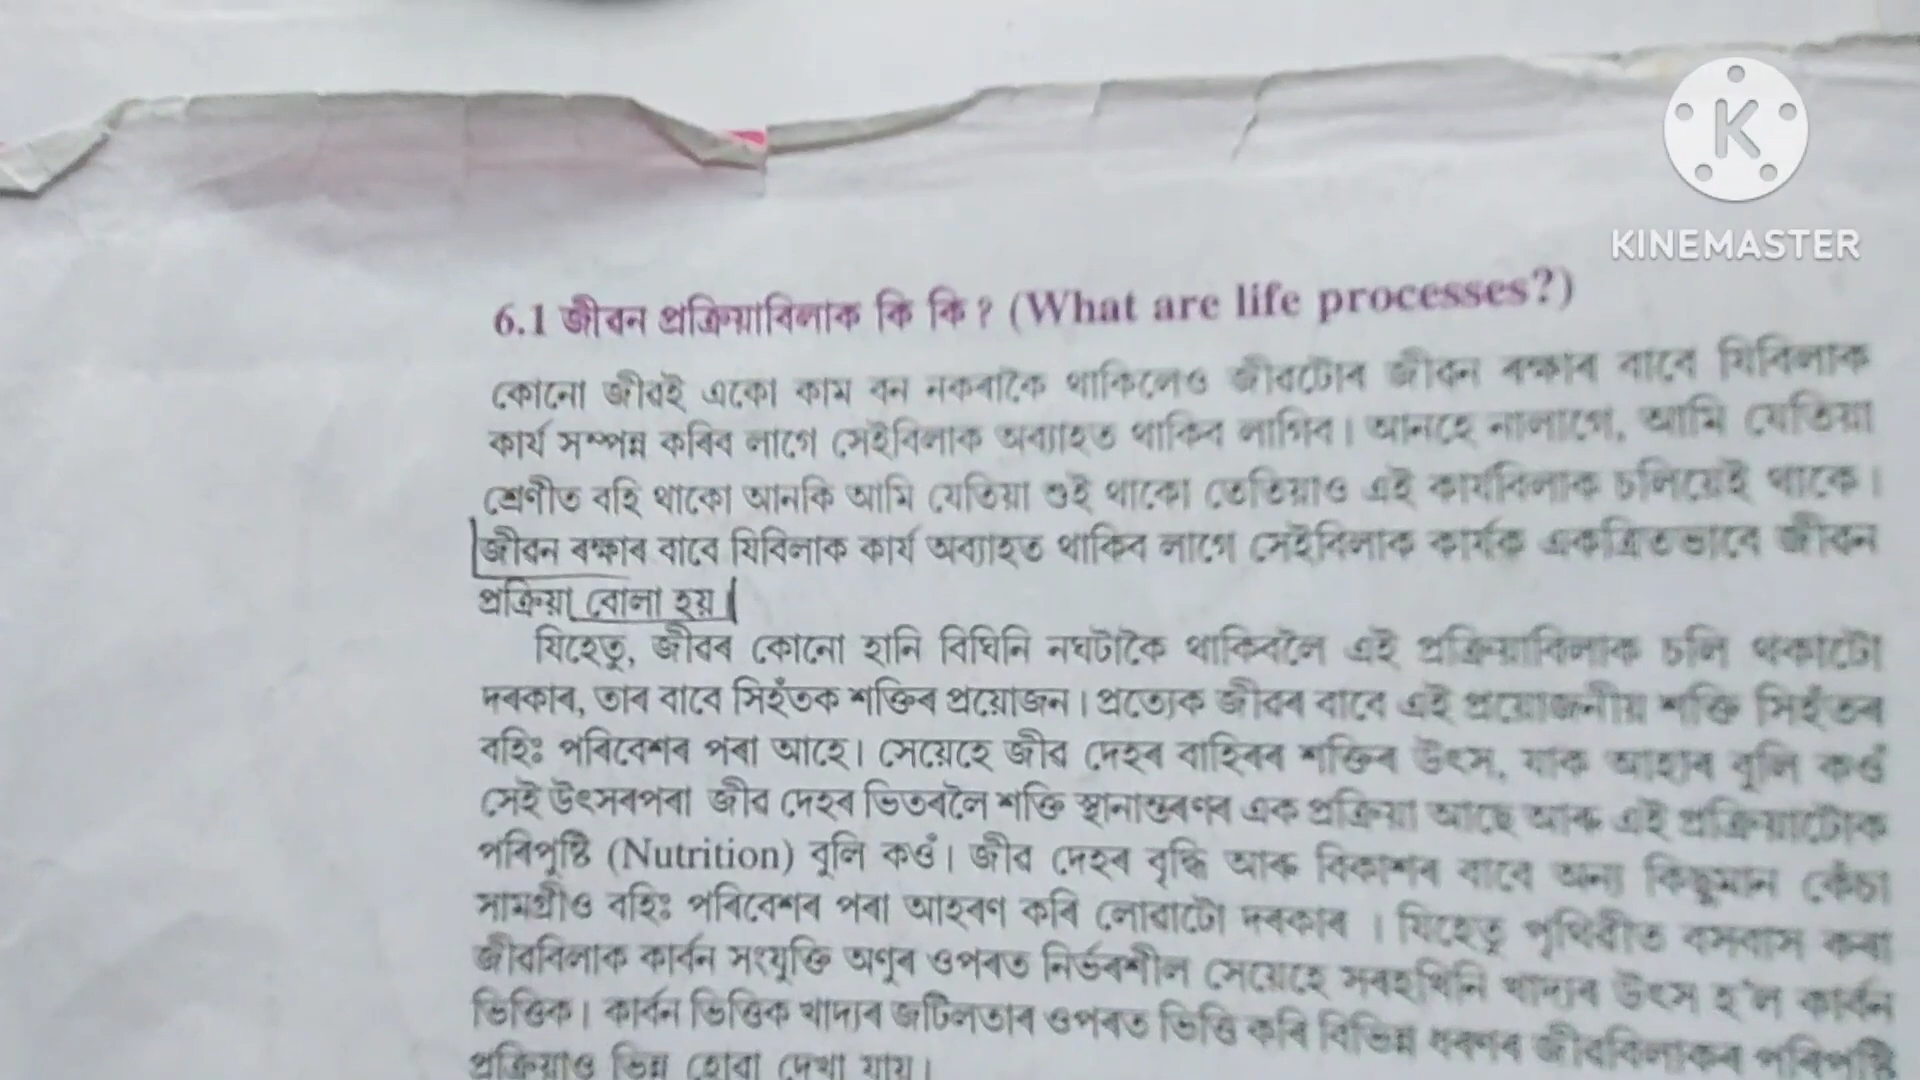 KINEMASTER
6.1 জীৱন প্ৰক্ৰিয়াবিলাক কি কি ? (What are life processes?)
কোনো জীৱই একো কাম বন নকৰাকৈ থাকিলেও জীৱটোৰ জীৱন ৰক্ষাৰ বাবে যিবিলাক
কাৰ্য সম্পন্ন কৰিব লাগে সেইবিলাক অব্যাহত থাকিব লাগিব। আনহে নালাগে, আমি যেতিয়া
শ্ৰেণীত বহি থাকো আনকি আমি যেতিয়া শুই থাকো তেতিয়াও এই কাৰ্যবিলাক চলিয়েই থাকে।
জীৱন ৰক্ষাৰ বাবে যিবিলাক কাৰ্য অব্যাহত থাকিব লাগে সেইবিলাক কাৰ্যক একত্ৰিতভাবে জীৱন
প্ৰক্ৰিয়া বোলা হয়।
যিহেতু, জীৱৰ কোনো হানি বিঘিনি নঘটাকৈ থাকিবলৈ এই প্ৰক্ৰিয়াবিলাক চলি থকাটো
দৰকাৰ, তাৰ বাবে সিহঁতক শক্তিৰ প্ৰয়োজন। প্ৰত্যেক জীৱৰ বাবে এই প্ৰয়োজনীয় শক্তি সিহঁতৰ
বহিঃ পৰিবেশৰ পৰা আহে। সেয়েহে জীৱ দেহৰ বাহিৰৰ শক্তিৰ উৎস, যাক আহাৰ বুলি কওঁ
সেই উৎসৰপৰা জীৱ দেহৰ ভিতৰলৈ শক্তি স্থানান্তৰণৰ এক প্ৰক্ৰিয়া আছে আৰু এই প্ৰক্ৰিয়াটোক
পৰিপুষ্টি (Nutrition) বুলি কওঁ। জীৱ দেহৰ বৃদ্ধি আৰু বিকাশৰ বাবে অন্য কিছুমান কেঁচা
সামগ্ৰীও বহিঃ পৰিবেশৰ পৰা আহৰণ কৰি লোৱাটো দৰকাৰ । যিহেতু পৃথিৱীত বসবাস কৰা
জীৱবিলাক কাৰ্বন সংযুক্তি অণুৰ ওপৰত নিৰ্ভৰশীল সেয়েহে সৰহখিনি খাদ্যৰ উৎস হ'ল কাৰ্বন
ভিত্তিক। কাৰ্বন ভিত্তিক খাদ্যৰ জটিলতাৰ ওপৰত ভিত্তি কৰি বিভিন্ন ধৰণৰ জীৱবিলাকৰ পৰিপুষ্টি
প্ৰক্ৰিয়াও ভিন্ন হোৱা দেখা যায়।